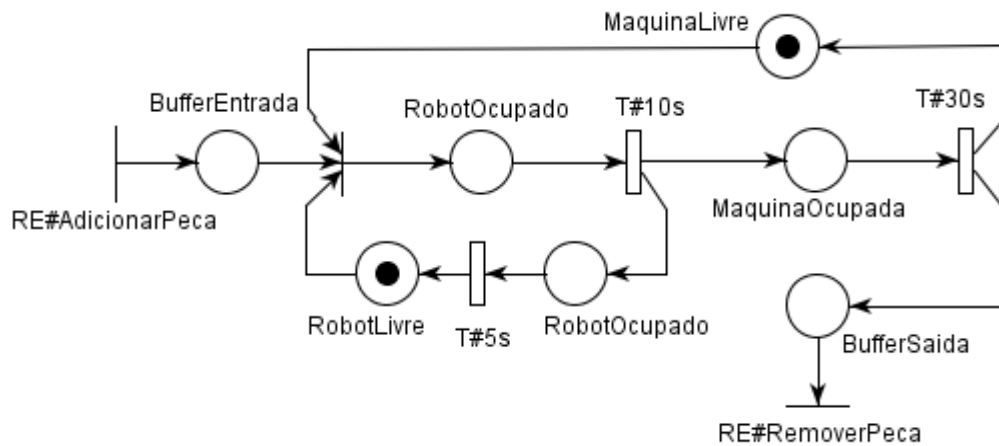 MaquinaLivre
BufferEntrada
RobotOcupado
T#10s
T#30s
RE#AdicionarPeca
MaquinaOcupada
RobotLivre
T#5s
RobotOcupado
BufferSaida
RE#RemoverPeca